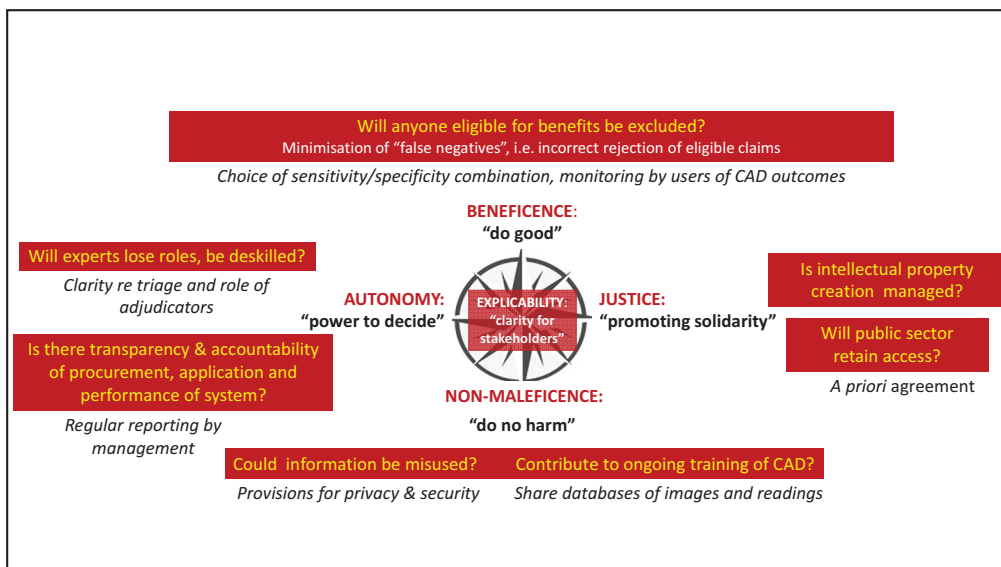 Will anyone eligible for benefits be excluded?
Minimisation of “false negatives”, i.e. incorrect rejection of eligible claims
Choice of sensitivity/specificity combination, monitoring by users of CAD outcomes
BENEFICENCE:
“do good”
Will experts lose roles, be deskilled?
Clarity re triage and role of
adjudicators
AUTONOMY:
“power to decide”
EXPLICABILITY:
“clarity for
stakeholders”
JUSTICE:
“promoting solidarity”
Is intellectual property
creation managed?
Will public sector
retain access?
A priori agreement
Is there transparency & accountability
of procurement, application and
performance of system?
Regular reporting by
management
NON-MALEFICENCE:
“do no harm”
Could information be misused?
Provisions for privacy & security
Contribute to ongoing training of CAD?
Share databases of images and readings